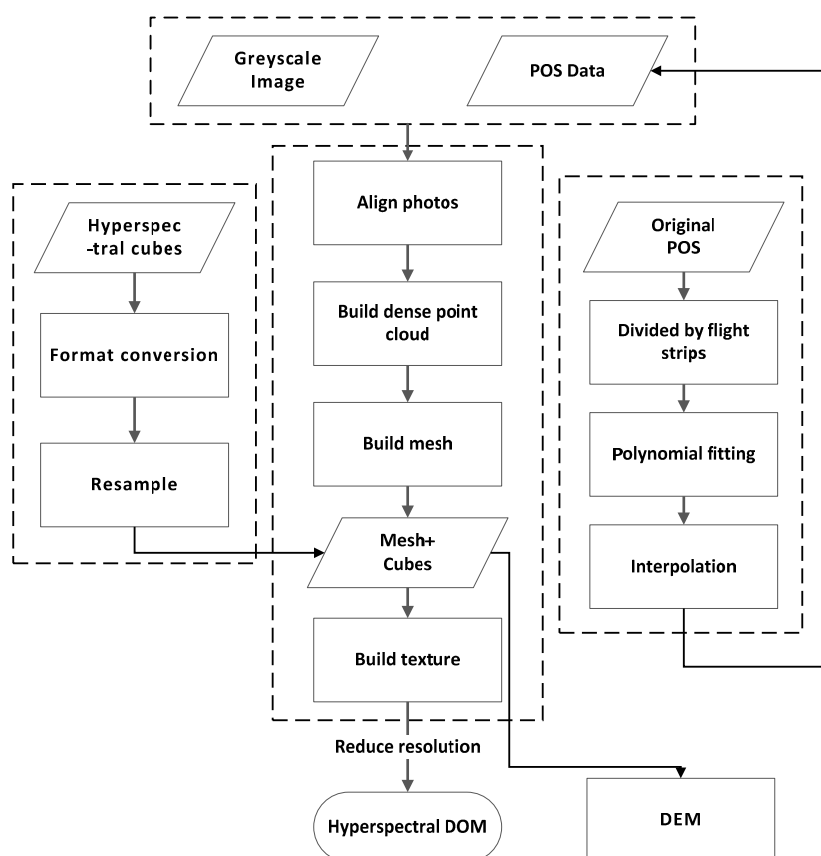 Greyscale
Image
POS Data
Align photos
Hyperspec
-tral cubes
Original
POS
Build dense point
cloud
Divided by flight
strips
Format conversion
Build mesh
Polynomial fitting
Resample
Mesh+
Cubes
Interpolation
Build texture
Reduce resolution
Hyperspectral DOM
DEM